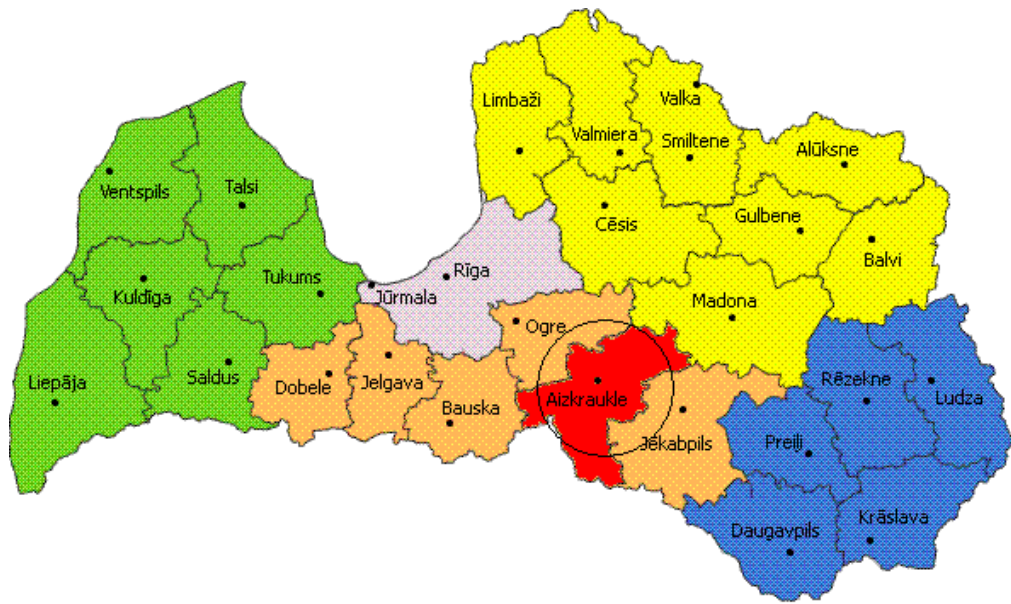 Limbaži
Valka
Valmiera
Smiltene
Alūksne
Ventspils
Talsi
Cēsis
Gulbene
Balvi
Rīga
Tukums
Kuldīga
Jūrmala
Madona
Ogre
Saldus
Rēzekne
Liepāja
Dobele
Jelgava
Ludza
Aizkraukle
Bauska
Jēkabpils
Preiļi
Krāslava
Daugavpils